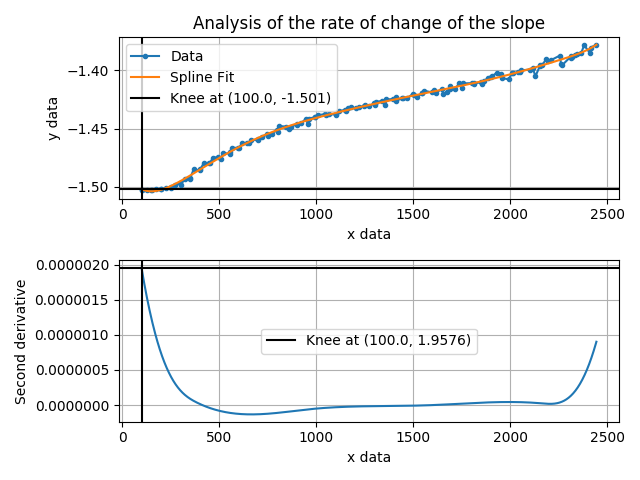 Analysis of the rate of change of the slope
Data
Spline Fit
Knee at (100.0, -1.501)
−1.40
−1.45
−1.50
y data
0
500
1000
1500
2000
2500
x data
0.0000020
0.0000015
0.0000010
0.0000005
0.0000000
Second derivative
Knee at (100.0, 1.9576)
0
500
1000
1500
2000
2500
x data